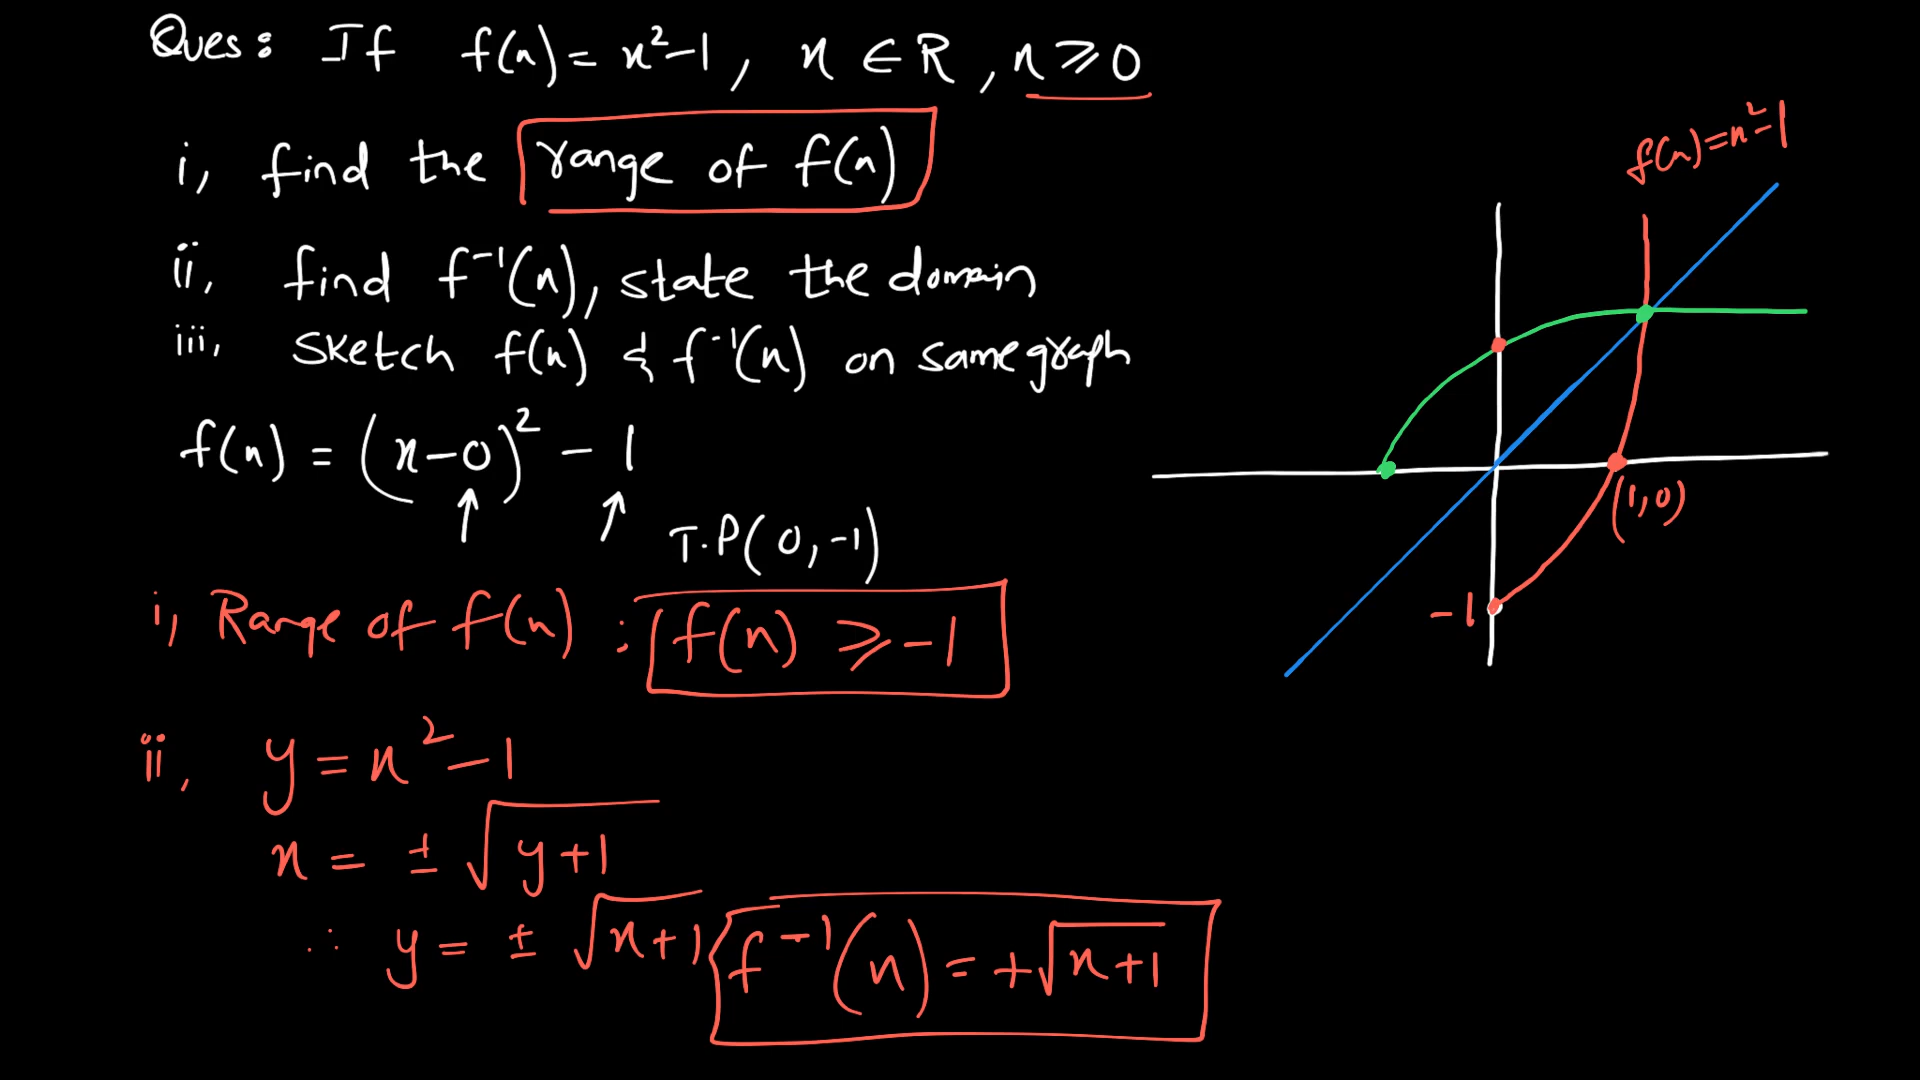 Ques: If f(x) = x²-1, x ∈ R, x ⩾ 0
i, find the range of f(x)
ii, find f⁻¹(x), state the domain
iii, Sketch f(x) & f⁻¹(x) on same graph
f(x) = (x-0)² - 1
T.P(0,-1)
i, Range of f(x) : f(x) ⩾ -1
ii, y = x² - 1
x = ± √(y+1)
∴ y = ± √(x+1) f⁻¹(x) = +√(x+1)
f(x) = x²-1
(1,0)
-1